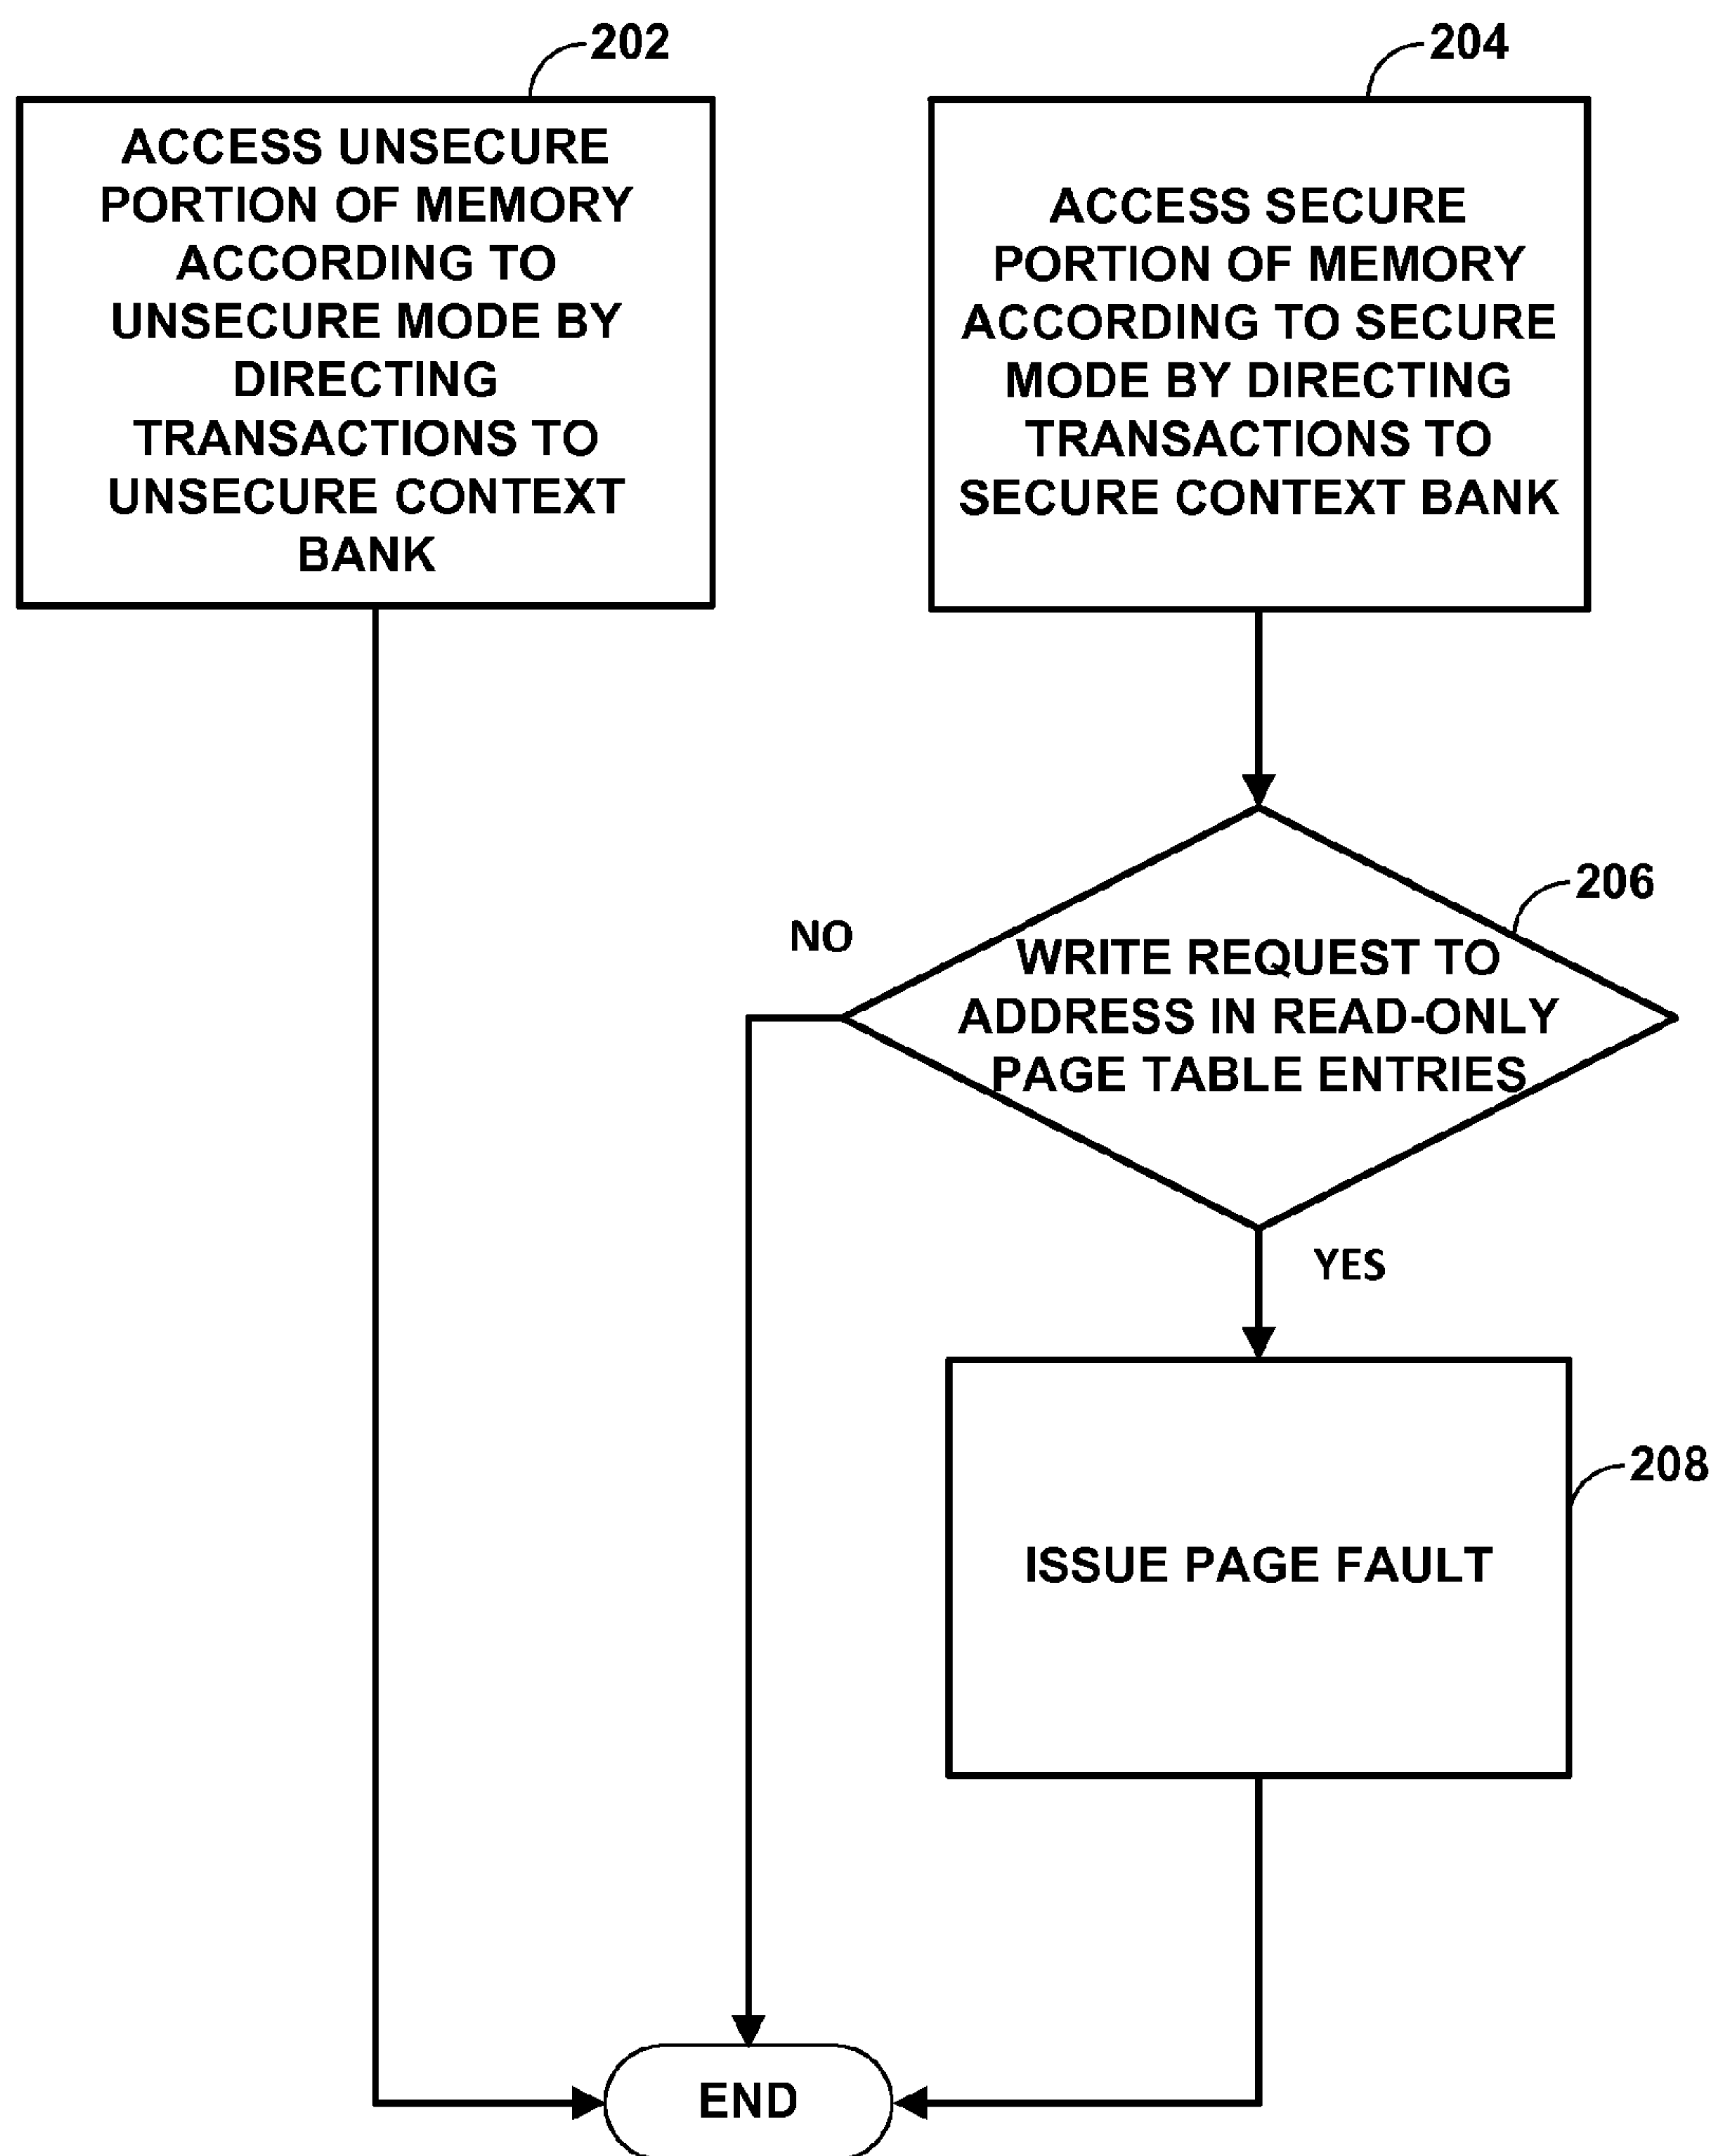 202
ACCESS UNSECURE
PORTION OF MEMORY
ACCORDING TO
UNSECURE MODE BY
DIRECTING
TRANSACTIONS TO
UNSECURE CONTEXT
BANK
204
ACCESS SECURE
PORTION OF MEMORY
ACCORDING TO SECURE
MODE BY DIRECTING
TRANSACTIONS TO
SECURE CONTEXT BANK
206
NO
WRITE REQUEST TO
ADDRESS IN READ-ONLY
PAGE TABLE ENTRIES
YES
208
ISSUE PAGE FAULT
END